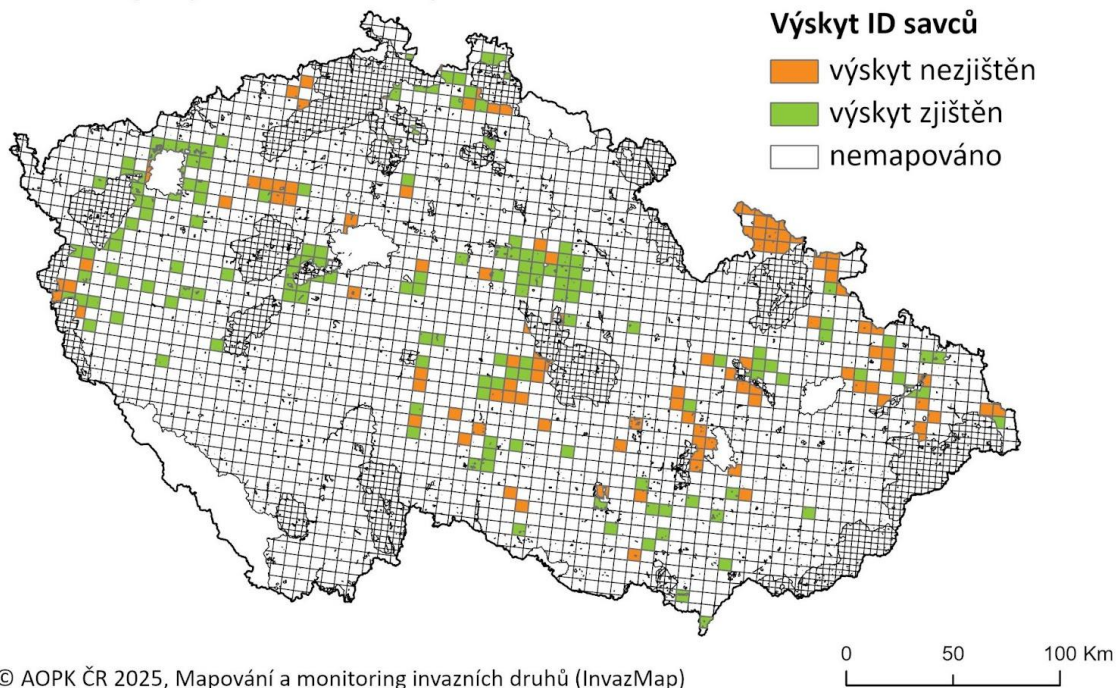 Výskyt ID savců
výskyt nezjištěn
výskyt zjištěn
nemapováno
0 50 100 Km
© AOPK ČR 2025, Mapování a monitoring invazních druhů (InvazMap)